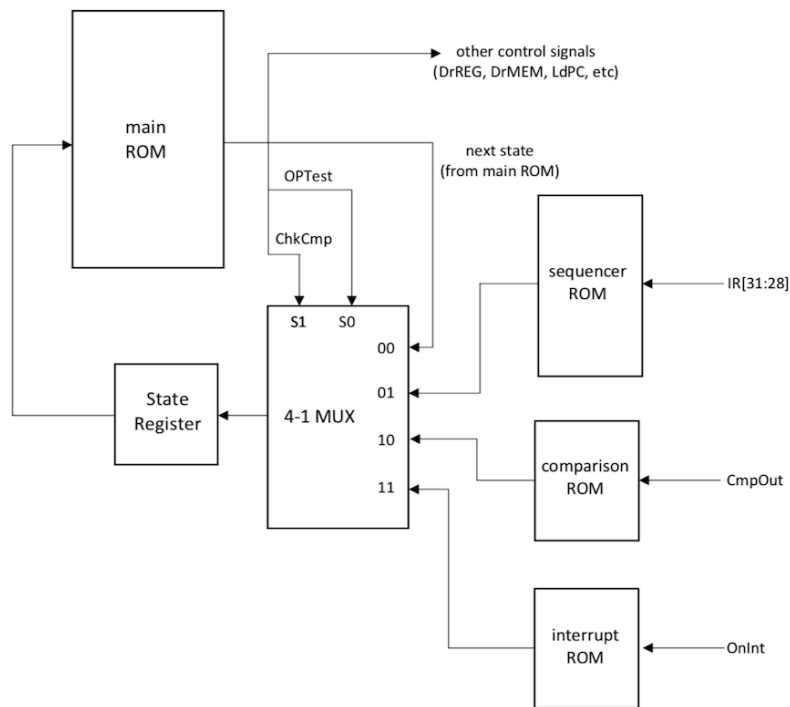 other control signals
(DrREG, DrMEM, LdPC, etc)
main
ROM
next state
(from main ROM)
OPTest
ChkCmp
sequencer
ROM
IR[31:28]
S1 S0
00
01
State
Register
4-1 MUX
10
comparison
ROM
CmpOut
11
interrupt
ROM
OnInt